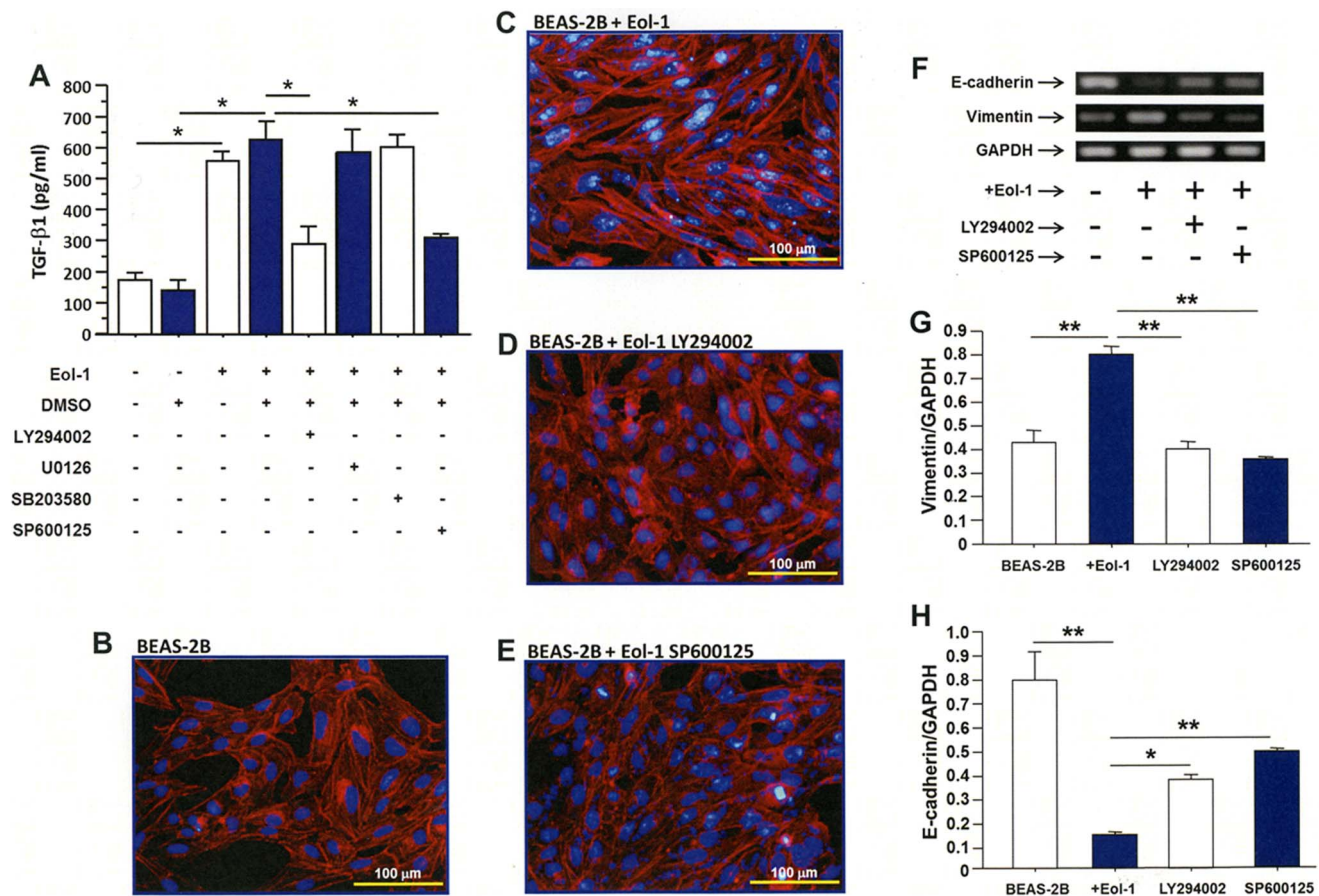 A
TGF-β1 (pg/ml)
800
700
600
500
400
300
200
100
0
* * * *
Eol-1 - - + + + + + +
DMSO - + - + + + + +
LY294002 - - - - + - - -
U0126 - - - - - + - -
SB203580 - - - - - - + -
SP600125 - - - - - - - +
B BEAS-2B
100 μm
C BEAS-2B + Eol-1
100 μm
D BEAS-2B + Eol-1 LY294002
100 μm
E BEAS-2B + Eol-1 SP600125
100 μm
F
E-cadherin →
Vimentin →
GAPDH →
+Eol-1 → - + + +
LY294002 → - - + -
SP600125 → - - - +
G
Vimentin/GAPDH
0.9
0.8
0.7
0.6
0.5
0.4
0.3
0.2
0.1
0
** ** **
BEAS-2B +Eol-1 LY294002 SP600125
H
E-cadherin/GAPDH
1.0
0.9
0.8
0.7
0.6
0.5
0.4
0.3
0.2
0.1
0
** * **
BEAS-2B +Eol-1 LY294002 SP600125